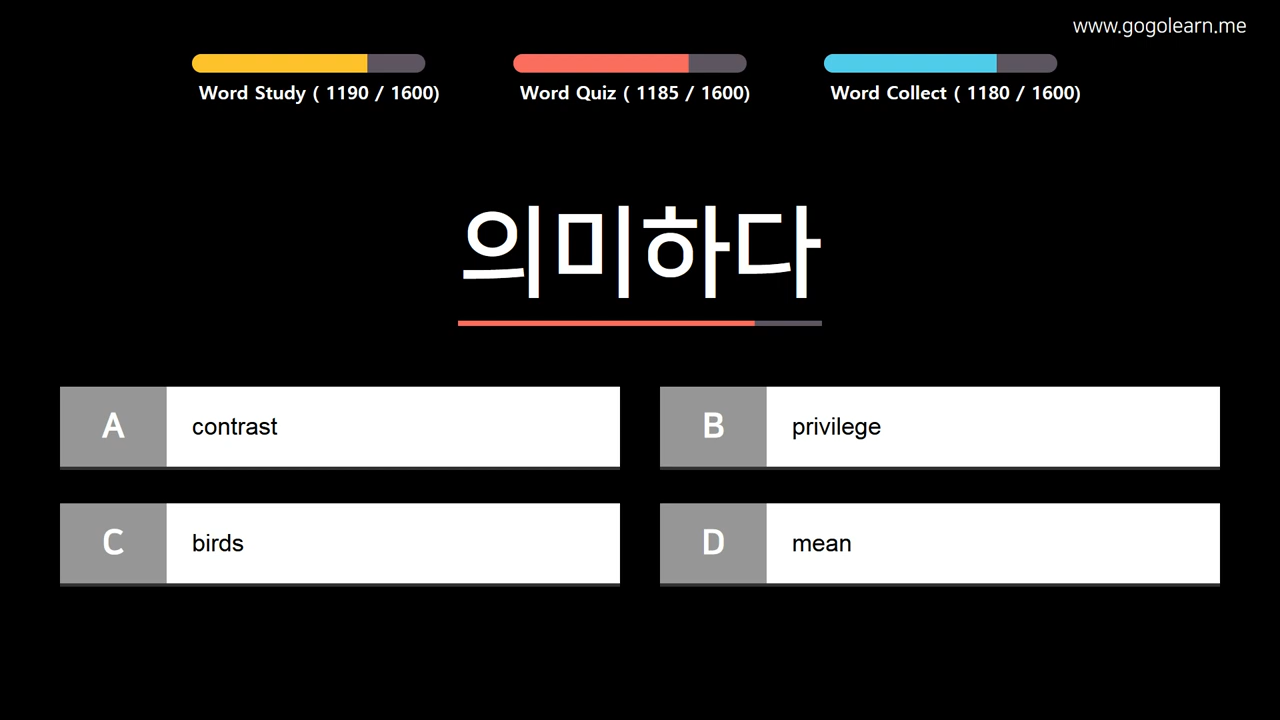 www.gogolearn.me
Word Study ( 1190 / 1600)
Word Quiz ( 1185 / 1600)
Word Collect ( 1180 / 1600)
의미하다
A contrast
B privilege
C birds
D mean